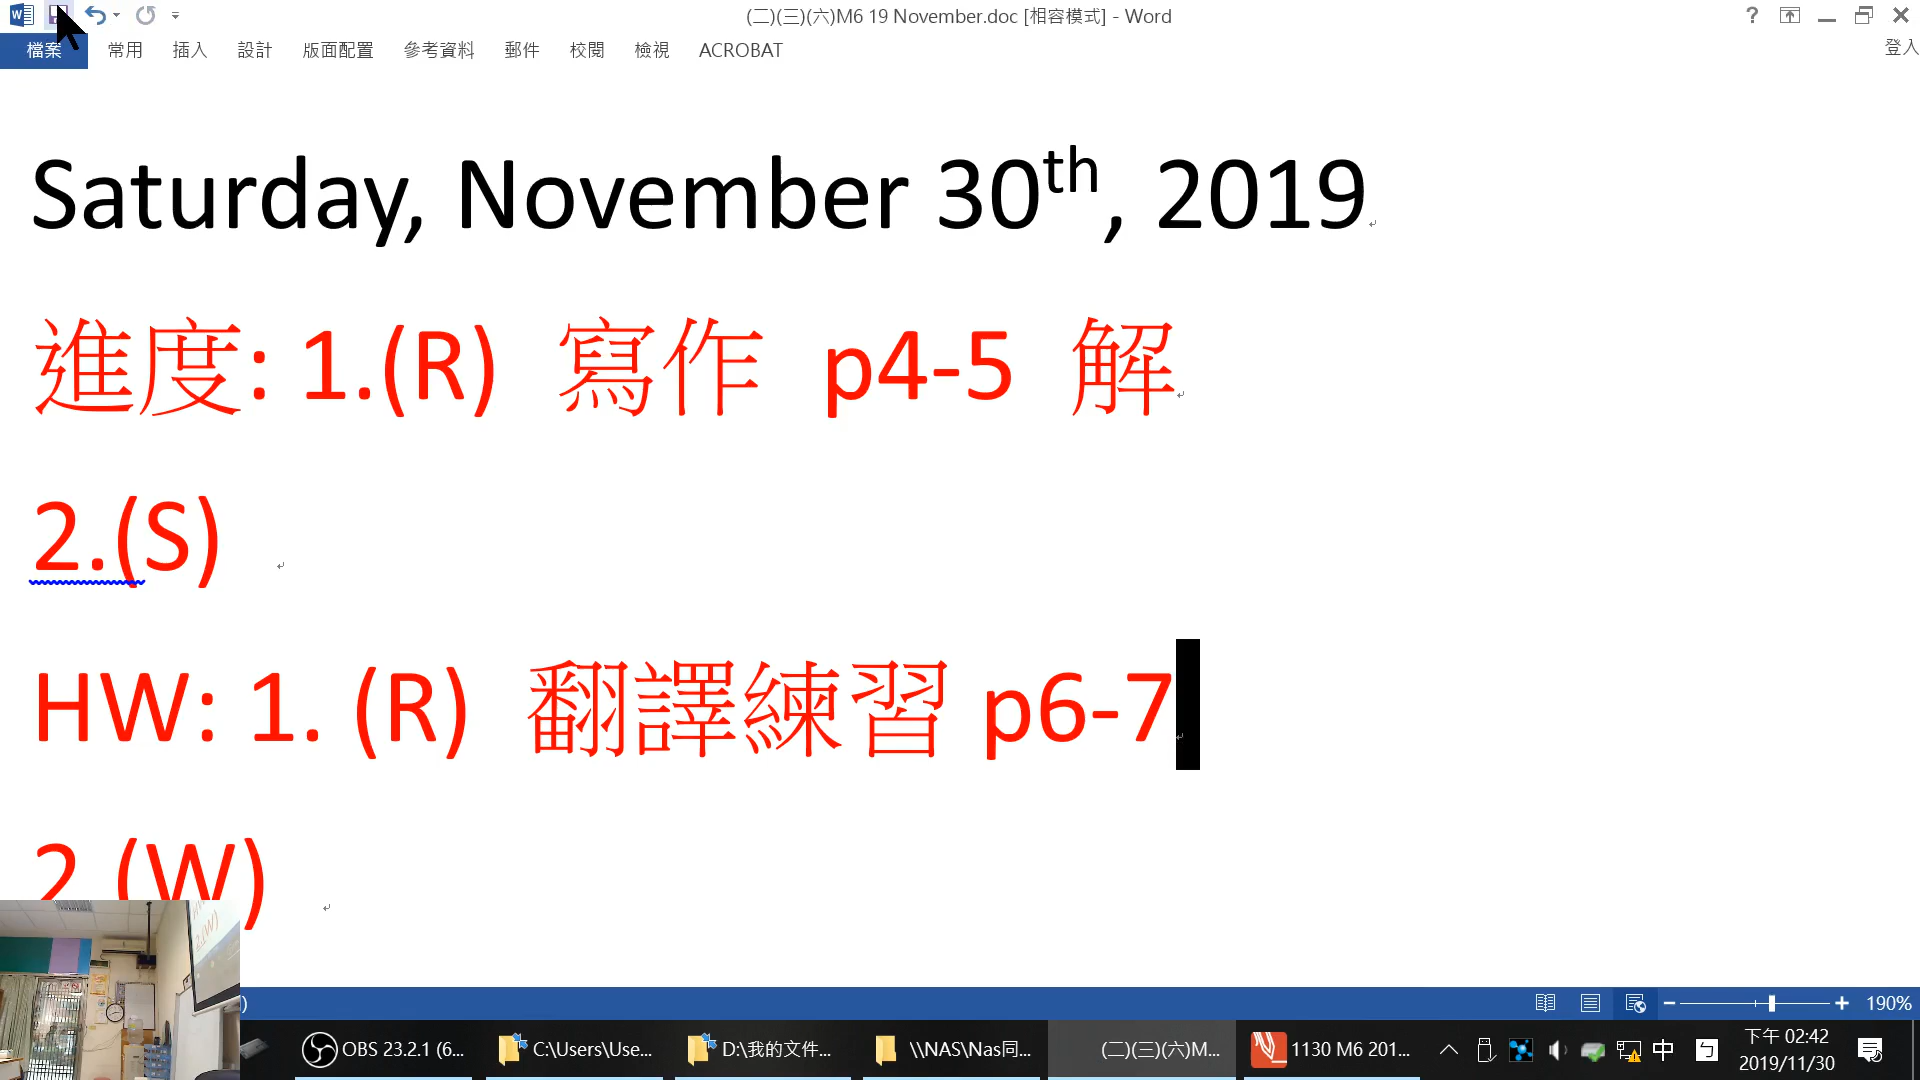 (二)(三)(六)M6 19 November.doc [相容模式] - Word
檔案 常用 插入 設計 版面配置 參考資料 郵件 校閱 檢視 ACROBAT 登入
Saturday, November 30th, 2019
進度: 1.(R) 寫作 p4-5 解
2.(S)
HW: 1. (R) 翻譯練習 p6-7
2.(W)
190%
OBS 23.2.1 (6... C:\Users\Use... D:\我的文件... \\NAS\Nas同... (二)(三)(六)M... 1130 M6 201... 中 ㄅ 下午 02:42
2019/11/30